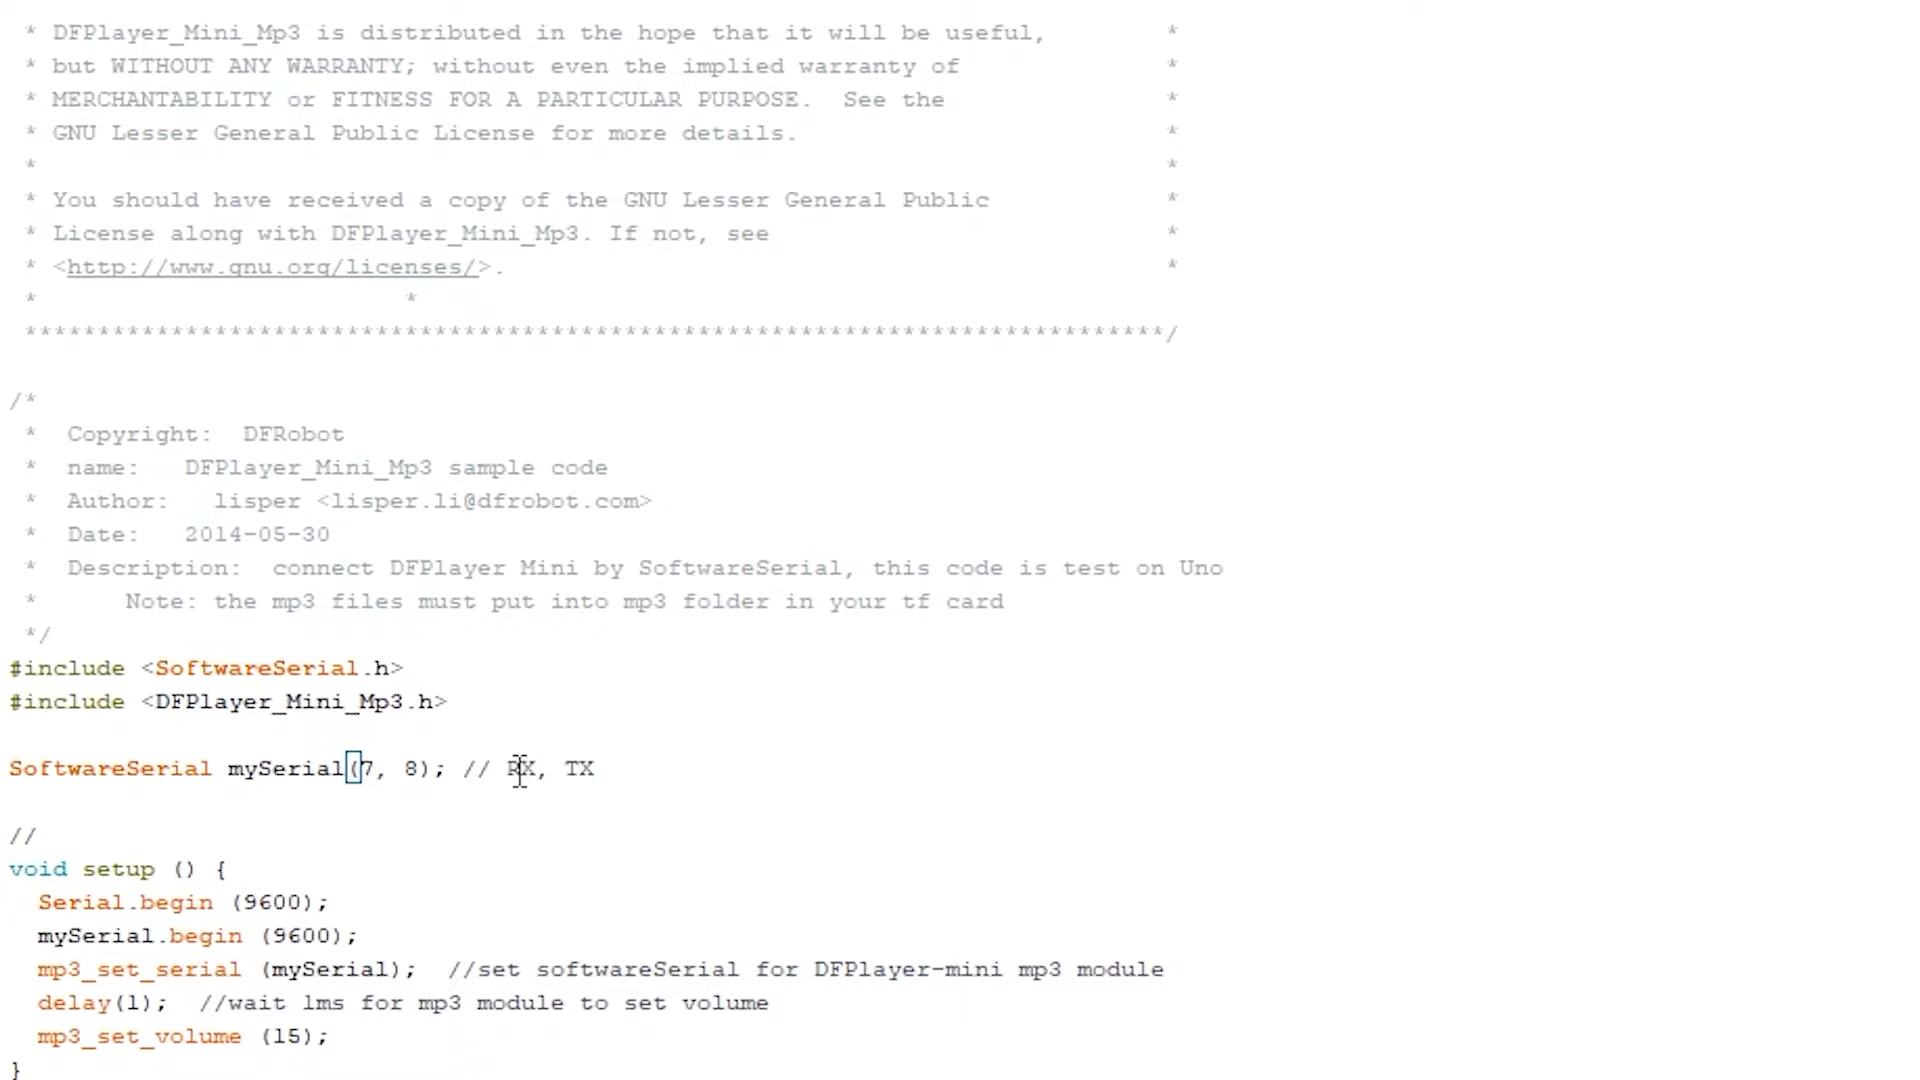 * DFPlayer_Mini_Mp3 is distributed in the hope that it will be useful, *
* but WITHOUT ANY WARRANTY; without even the implied warranty of *
* MERCHANTABILITY or FITNESS FOR A PARTICULAR PURPOSE.  See the *
* GNU Lesser General Public License for more details. *
* *
* You should have received a copy of the GNU Lesser General Public *
* License along with DFPlayer_Mini_Mp3. If not, see *
* <http://www.gnu.org/licenses/>. *
* *
******************************************************************************/
/*
*  Copyright:  DFRobot
*  name:   DFPlayer_Mini_Mp3 sample code
*  Author:   lisper <lisper.li@dfrobot.com>
*  Date:   2014-05-30
*  Description:  connect DFPlayer Mini by SoftwareSerial, this code is test on Uno
*      Note: the mp3 files must put into mp3 folder in your tf card
*/
#include <SoftwareSerial.h>
#include <DFPlayer_Mini_Mp3.h>
SoftwareSerial mySerial(7, 8); // RX, TX
//
void setup () {
  Serial.begin (9600);
  mySerial.begin (9600);
  mp3_set_serial (mySerial);  //set softwareSerial for DFPlayer-mini mp3 module
  delay(1);  //wait 1ms for mp3 module to set volume
  mp3_set_volume (15);
}